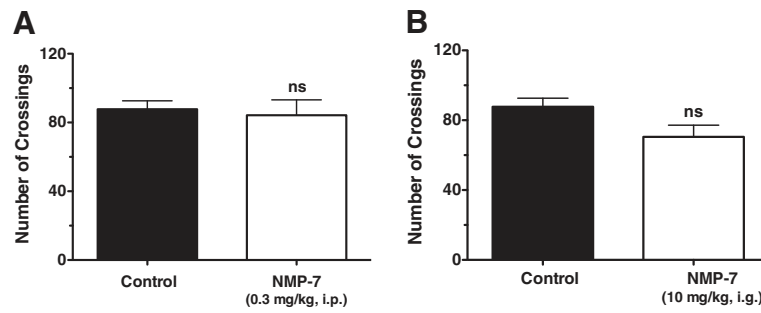 A
Number of Crossings
120
80
40
0
ns
Control
NMP-7
(0.3 mg/kg, i.p.)
B
Number of Crossings
120
80
40
0
ns
Control
NMP-7
(10 mg/kg, i.g.)